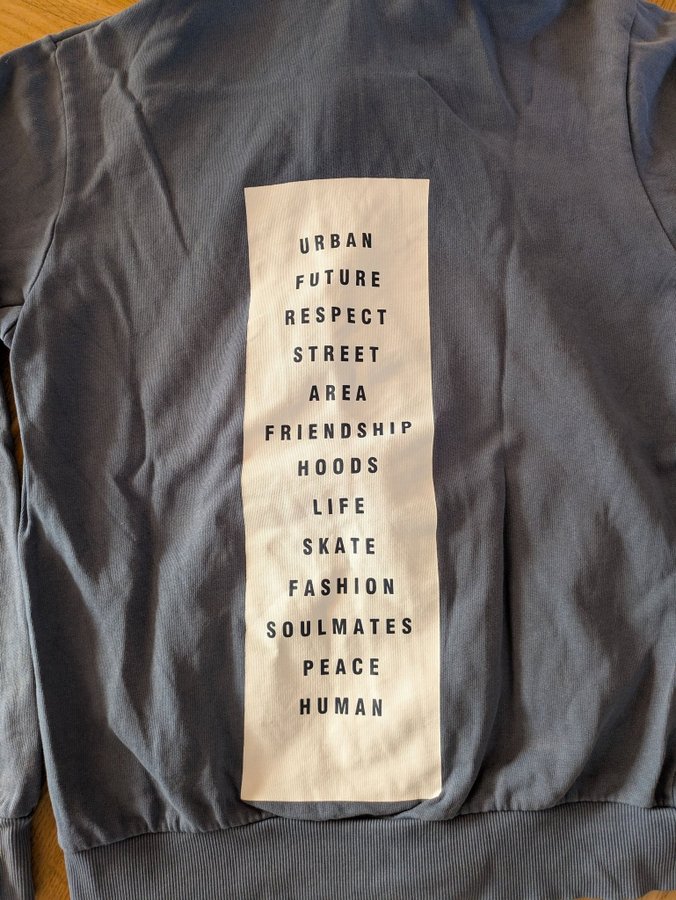 URBAN
FUTURE
RESPECT
STREET
AREA
FRIENDSHIP
HOODS
LIFE
SKATE
FASHION
SOULMATES
PEACE
HUMAN